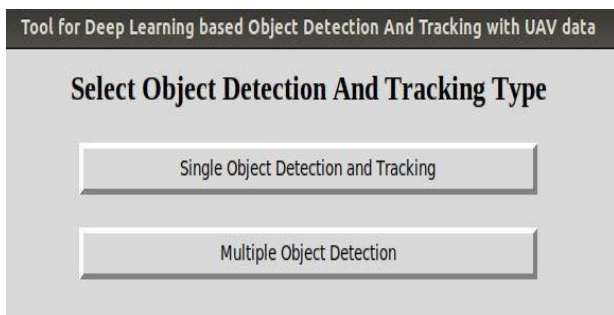 Tool for Deep Learning based Object Detection And Tracking with UAV data
Select Object Detection And Tracking Type
Single Object Detection and Tracking
Multiple Object Detection